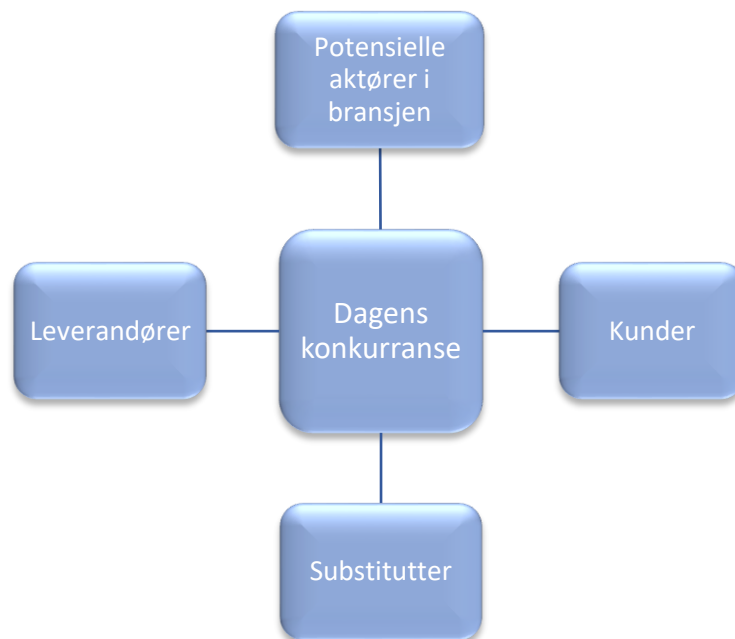 Potensielle
aktører i
bransjen
Leverandører
Dagens
konkurranse
Kunder
Substitutter